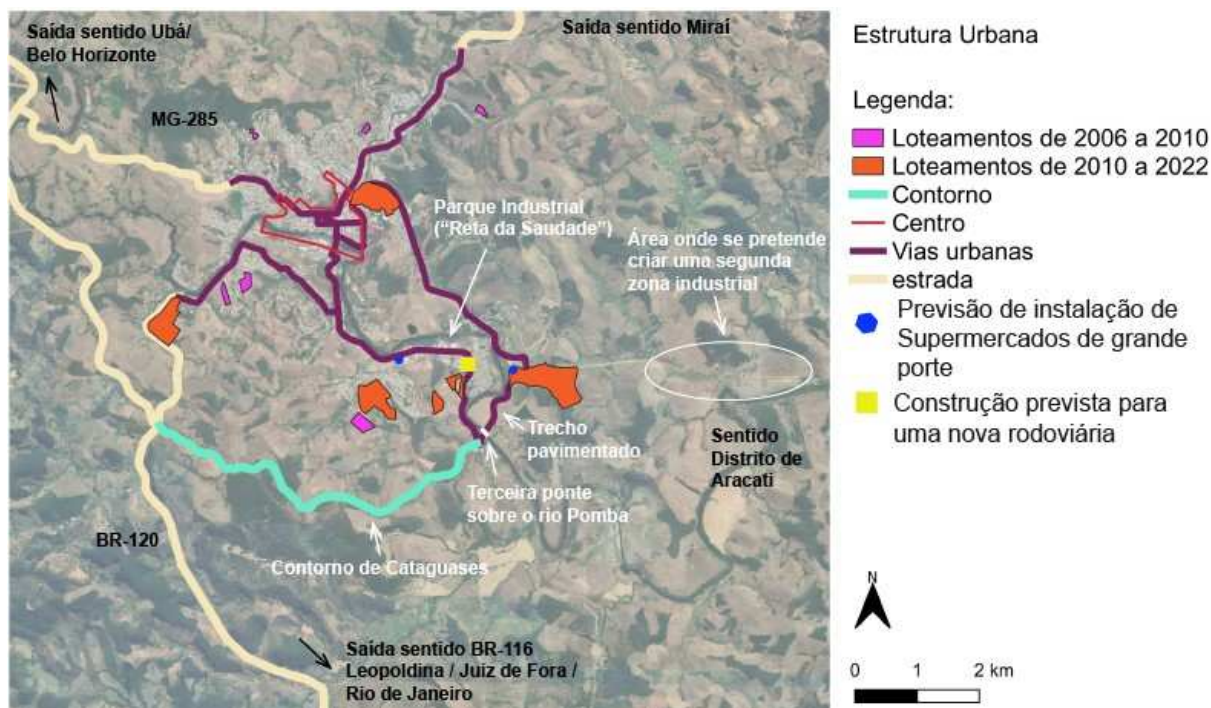 Saída sentido Ubá/
Belo Horizonte
Saída sentido Miraí
MG-285
Parque Industrial
(“Reta da Saudade”)
Área onde se pretende
criar uma segunda
zona industrial
Trecho
pavimentado
Sentido
Distrito de
Aracati
Terceira ponte
sobre o rio Pomba
BR-120
Contorno de Cataguases
Saída sentido BR-116
Leopoldina / Juiz de Fora /
Rio de Janeiro
Estrutura Urbana
Legenda:
Loteamentos de 2006 a 2010
Loteamentos de 2010 a 2022
Contorno
Centro
Vias urbanas
estrada
Previsão de instalação de
Supermercados de grande
porte
Construção prevista para
uma nova rodoviária
N
0 1 2 km